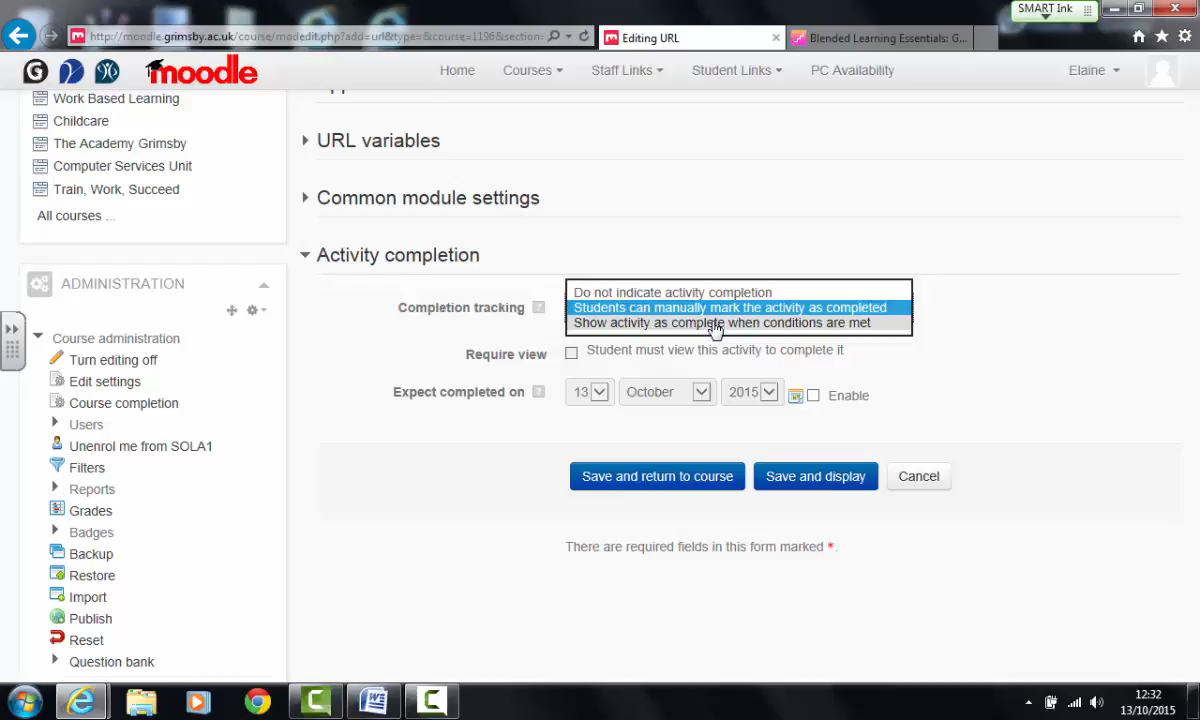 SMART Ink
http://moodle.grimsby.ac.uk/course/modedit.php?add=url&type=&course=1196&section=
Editing URL
Blended Learning Essentials: G...
moodle
Home
Courses
Staff Links
Student Links
PC Availability
Elaine
Work Based Learning
Childcare
The Academy Grimsby
Computer Services Unit
Train, Work, Succeed
All courses ...
ADMINISTRATION
Course administration
Turn editing off
Edit settings
Course completion
Users
Unenrol me from SOLA1
Filters
Reports
Grades
Badges
Backup
Restore
Import
Publish
Reset
Question bank
URL variables
Common module settings
Activity completion
Completion tracking
Do not indicate activity completion
Students can manually mark the activity as completed
Show activity as complete when conditions are met
Require view
Student must view this activity to complete it
Expect completed on
13 October 2015 Enable
Save and return to course
Save and display
Cancel
There are required fields in this form marked *.
12:32
13/10/2015